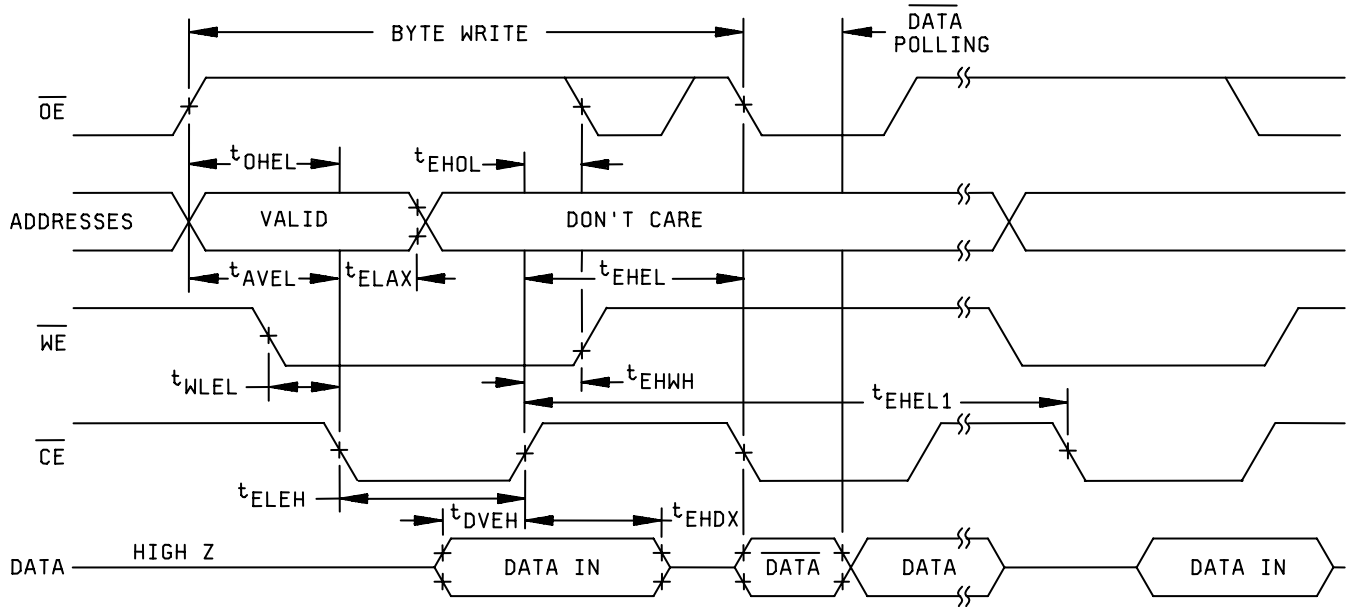 BYTE WRITE
DATA
POLLING
OE
tOHEL
tEHOL
ADDRESSES
VALID
DON'T CARE
tAVEL
tELAX
tEHEL
WE
tWLEL
tEHWH
tEHEL1
CE
tELEH
tDVEH
tEHDX
DATA
HIGH Z
DATA IN
DATA
DATA
DATA IN